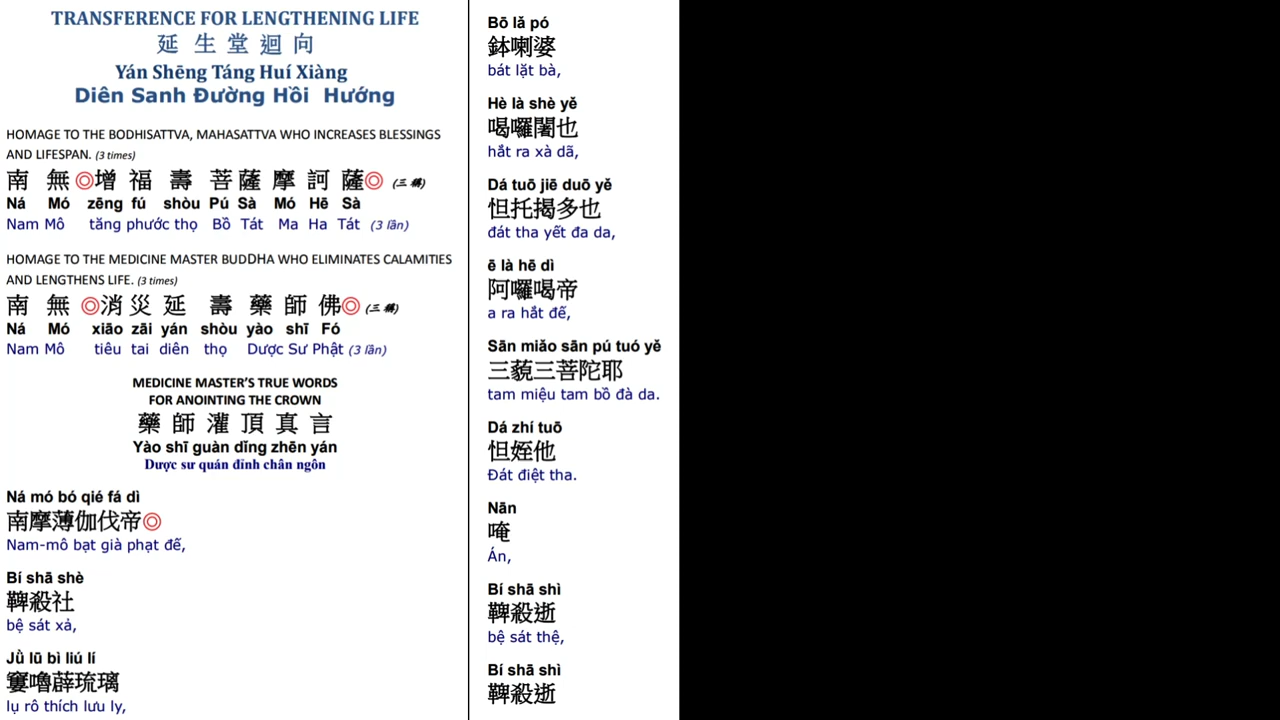 TRANSFERENCE FOR LENGTHENING LIFE
延 生 堂 迴 向
Yán Shēng Táng Huí Xiàng
Diên Sanh Đường Hồi Hướng
HOMAGE TO THE BODHISATTVA, MAHASATTVA WHO INCREASES BLESSINGS
AND LIFESPAN. (3 times)
南 無 ◎增 福 壽 菩 薩 摩 訶 薩◎ (三 稱)
Ná Mó zēng fú shòu Pú Sà Mó Hē Sà
Nam Mô tăng phước thọ Bồ Tát Ma Ha Tát (3 lần)
HOMAGE TO THE MEDICINE MASTER BUDDHA WHO ELIMINATES CALAMITIES
AND LENGTHENS LIFE. (3 times)
南 無 ◎消 災 延 壽 藥 師 佛◎ (三 稱)
Ná Mó xiāo zāi yán shòu yào shī Fó
Nam Mô tiêu tai diên thọ Dược Sư Phật (3 lần)
MEDICINE MASTER'S TRUE WORDS
FOR ANOINTING THE CROWN
藥 師 灌 頂 真 言
Yào shī guàn dǐng zhēn yán
Dược sư quán đỉnh chân ngôn
Ná mó bó qié fá dì
南摩薄伽伐帝◎
Nam-mô bạt già phạt đế,
Bí shā shè
鞞殺社
bệ sát xả,
Jǜ lū bì liú lí
窶嚕薜琉璃
lụ rô thích lưu ly,
Bō lǎ pó
鉢喇婆
bát lặt bà,
Hè là shè yě
喝囉闍也
hắt ra xà dã,
Dá tuō jiē duō yě
怛托揭多也
đát tha yết đa da,
ē là hē dì
阿囉喝帝
a ra hắt đế,
Sān miǎo sān pú tuó yě
三藐三菩陀耶
tam miệu tam bồ đà da.
Dá zhí tuō
怛姪他
Đát điệt tha.
Nān
唵
Án,
Bí shā shì
鞞殺逝
bệ sát thệ,
Bí shā shì
鞞殺逝